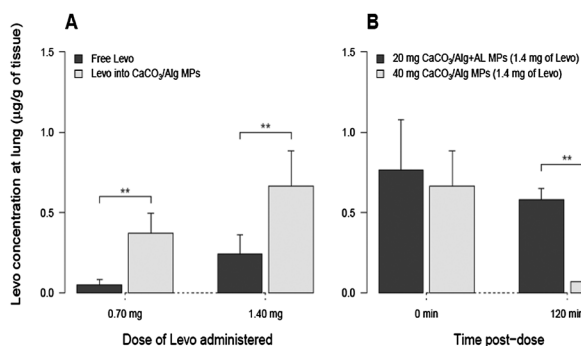 A
Free Levo
Levo into CaCO₃/Alg MPs
Levo concentration at lung (µg/g of tissue)
1.5
1.0
0.5
0.0
**
**
0.70 mg
1.40 mg
Dose of Levo administered
B
20 mg CaCO₃/Alg+AL MPs (1.4 mg of Levo)
40 mg CaCO₃/Alg MPs (1.4 mg of Levo)
1.5
1.0
0.5
0.0
**
0 min
120 min
Time post-dose